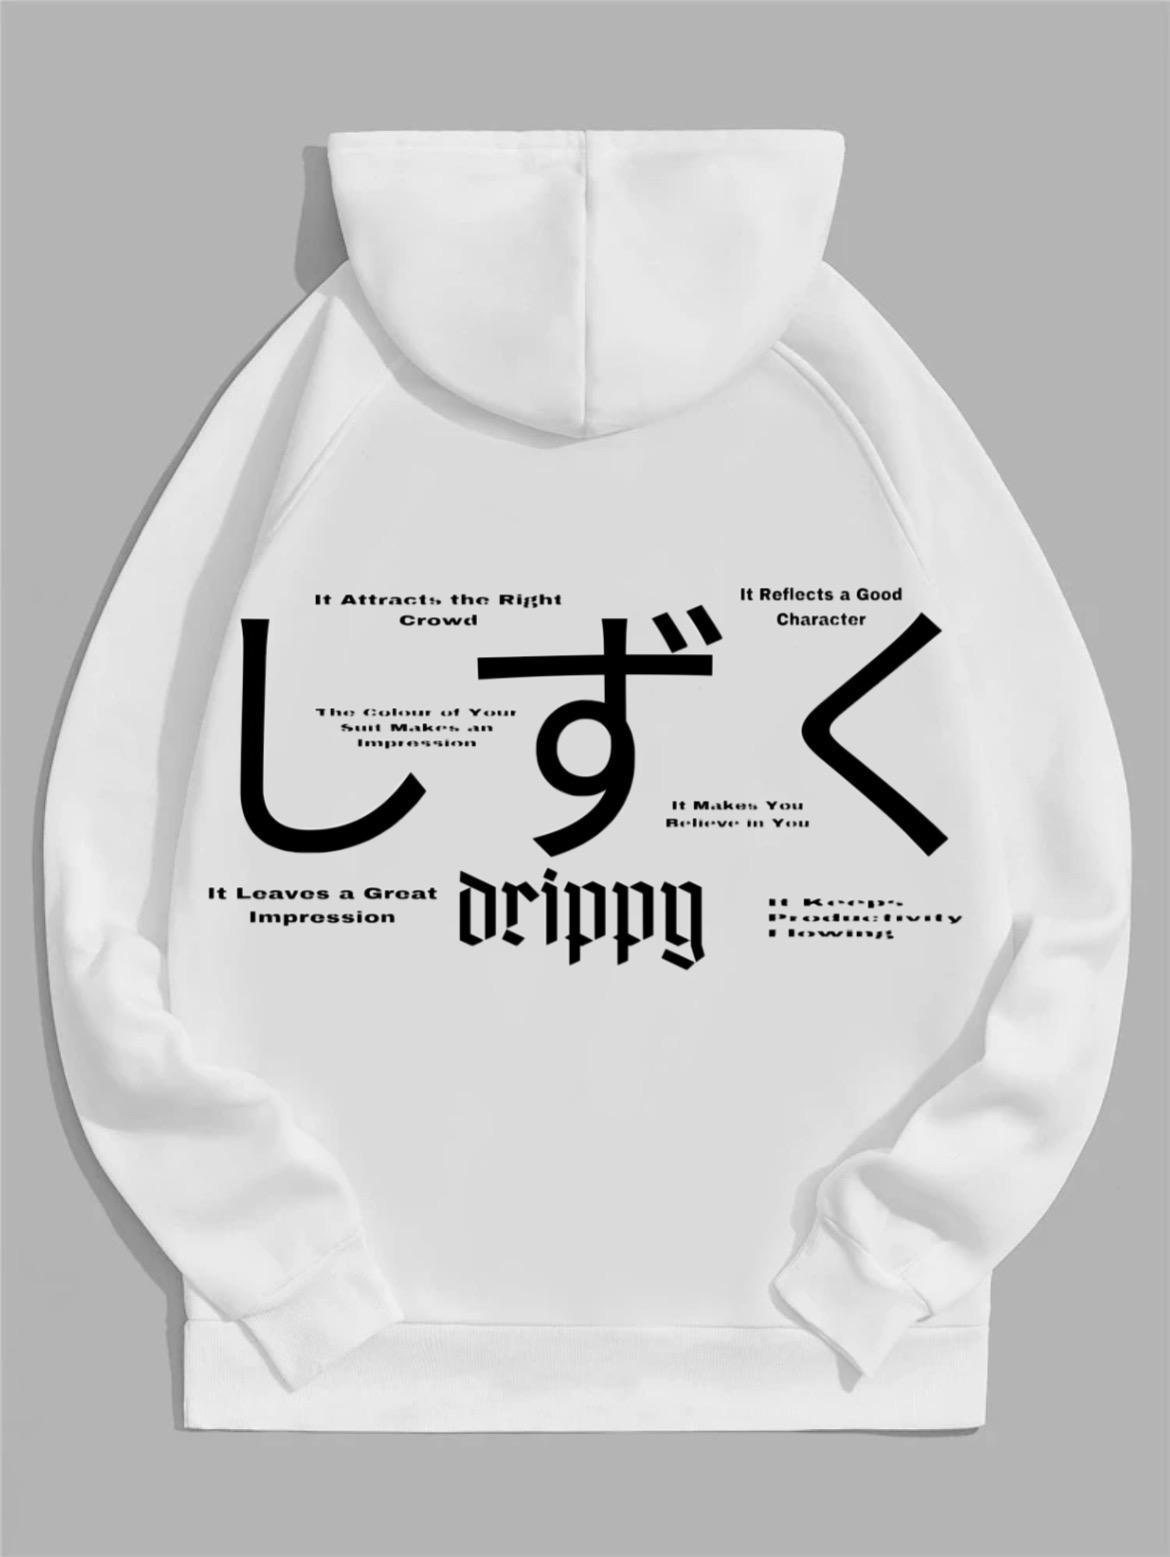 It Attracts the Right
Crowd
It Reflects a Good
Character
しずく
The Colour of Your
Suit Makes an
Impression
It Makes You
Believe in You
It Leaves a Great
Impression
drippy
It Keeps
Productivity
Flowing